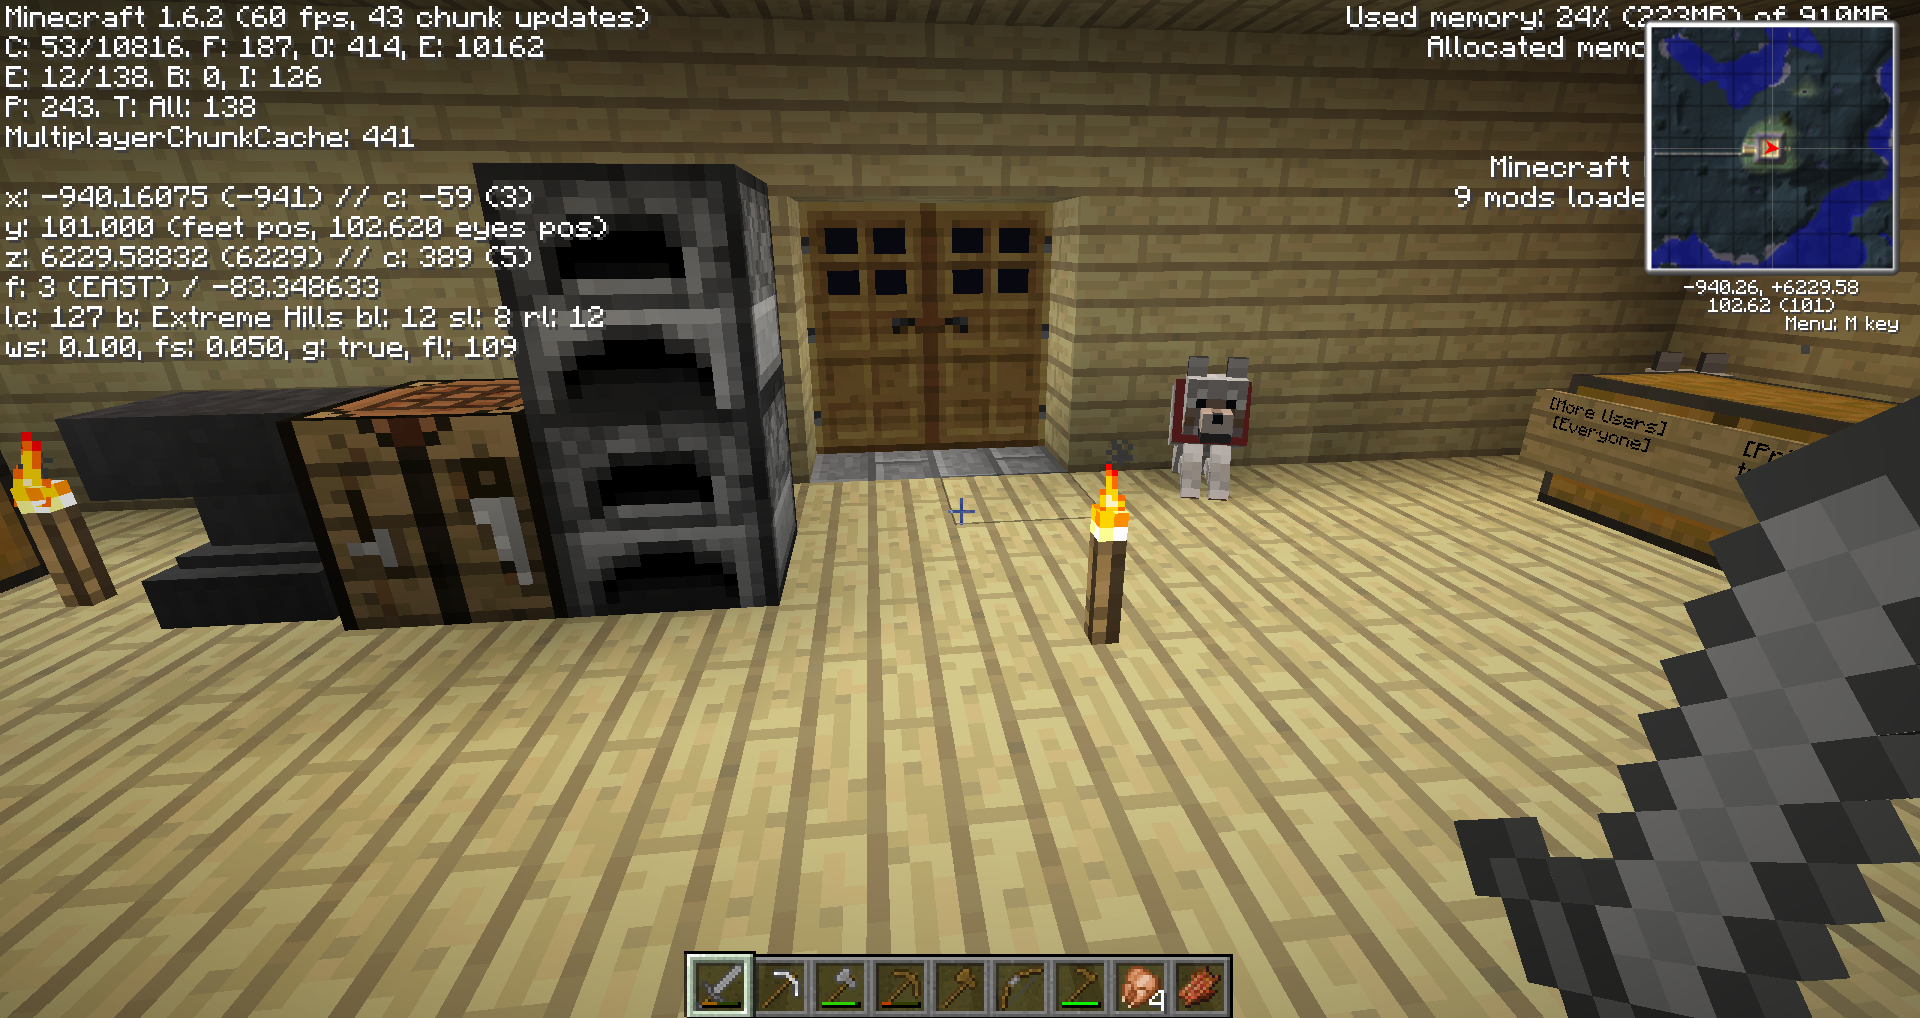 Minecraft 1.6.2 (60 fps, 43 chunk updates)
C: 53/10816. F: 187, O: 414, E: 10162
E: 12/138. B: 0, I: 126
P: 243. T: All: 138
MultiplayerChunkCache: 441
x: -940.16075 (-941) // c: -59 (3)
y: 101.000 (feet pos, 102.620 eyes pos)
z: 6229.58832 (6229) // c: 389 (5)
f: 3 (EAST) / -83.348633
lc: 127 b: Extreme Hills bl: 12 sl: 8 rl: 12
ws: 0.100, fs: 0.050, g: true, fl: 109
Used memory: 24% (223MB) of 910MB
Allocated
Minecraft
9 mods
-940.26, +6229.58
102.62 (101)
Menu: M key
[More Users]
[Everyone]
4